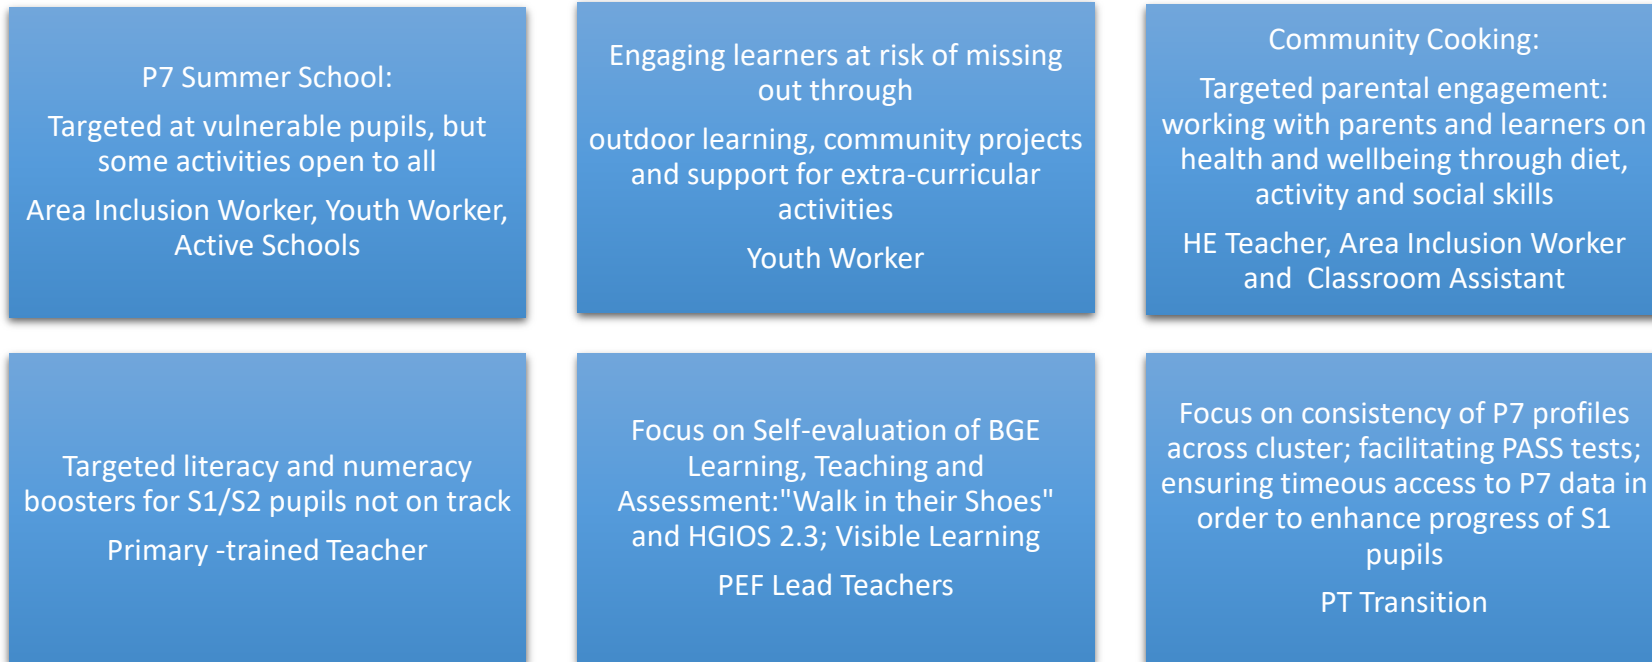 P7 Summer School:
Targeted at vulnerable pupils, but
some activities open to all
Area Inclusion Worker, Youth Worker,
Active Schools
Engaging learners at risk of missing
out through
outdoor learning, community projects
and support for extra-curricular
activities
Youth Worker
Community Cooking:
Targeted parental engagement:
working with parents and learners on
health and wellbeing through diet,
activity and social skills
HE Teacher, Area Inclusion Worker
and  Classroom Assistant
Targeted literacy and numeracy
boosters for S1/S2 pupils not on track
Primary -trained Teacher
Focus on Self-evaluation of BGE
Learning, Teaching and
Assessment:"Walk in their Shoes"
and HGIOS 2.3; Visible Learning
PEF Lead Teachers
Focus on consistency of P7 profiles
across cluster; facilitating PASS tests;
ensuring timeous access to P7 data in
order to enhance progress of S1
pupils
PT Transition